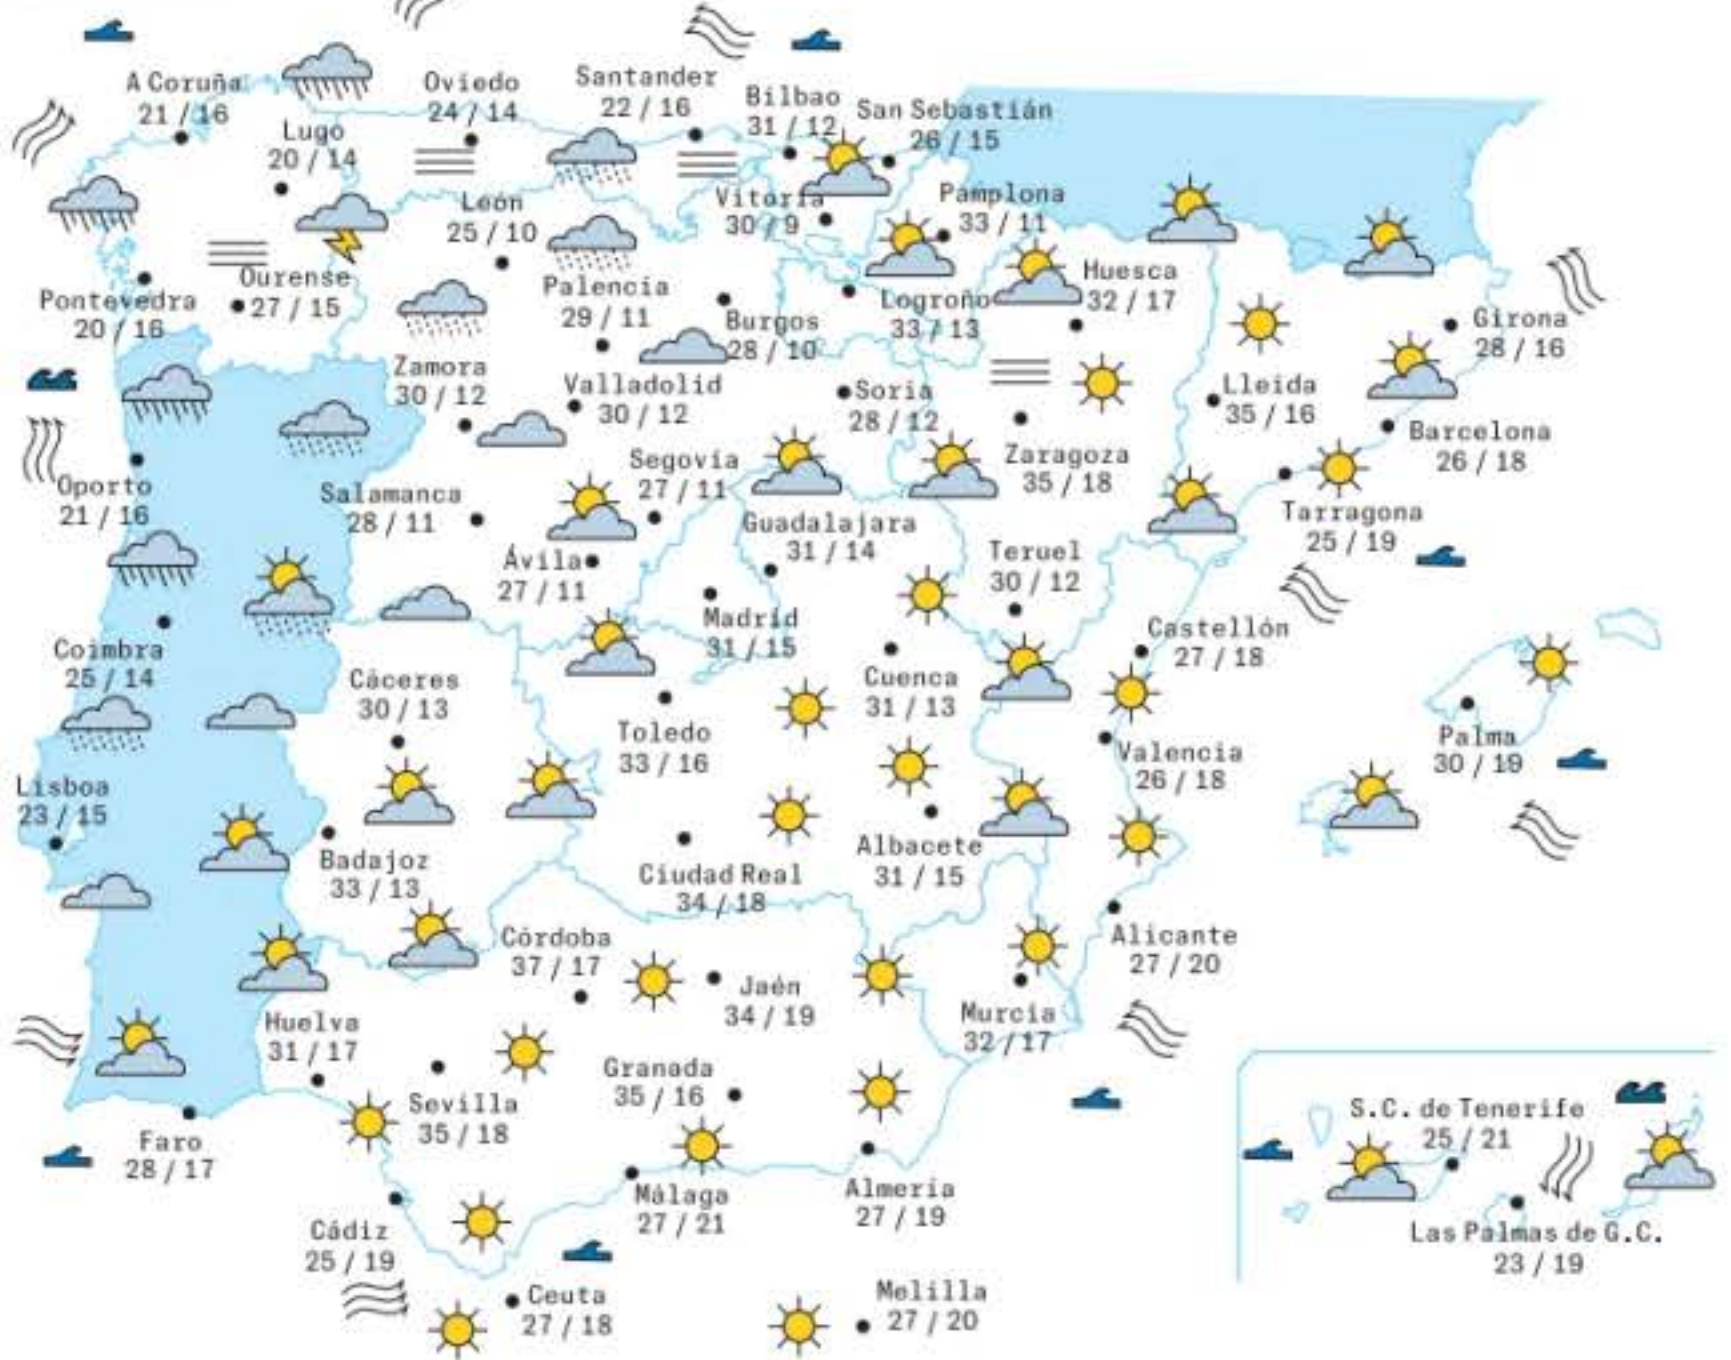 A Coruña
21 / 16
Oviedo
24 / 14
Santander
22 / 16
Bilbao
31 / 12
San Sebastián
26 / 15
Lugo
20 / 14
León
25 / 10
Vitoria
30 / 9
Pamplona
33 / 11
Pontevedra
20 / 16
Ourense
27 / 15
Palencia
29 / 11
Burgos
28 / 10
Logroño
33 / 13
Huesca
32 / 17
Girona
28 / 16
Zamora
30 / 12
Valladolid
30 / 12
Soria
28 / 12
Lleida
35 / 16
Barcelona
26 / 18
Oporto
21 / 16
Salamanca
28 / 11
Segovia
27 / 11
Zaragoza
35 / 18
Tarragona
25 / 19
Ávila
27 / 11
Guadalajara
31 / 14
Teruel
30 / 12
Madrid
31 / 15
Castellón
27 / 18
Coimbra
25 / 14
Cáceres
30 / 13
Cuenca
31 / 13
Toledo
33 / 16
Valencia
26 / 18
Palma
30 / 19
Lisboa
23 / 15
Badajoz
33 / 13
Ciudad Real
34 / 18
Albacete
31 / 15
Córdoba
37 / 17
Alicante
27 / 20
Jaén
34 / 19
Murcia
32 / 17
Huelva
31 / 17
Granada
35 / 16
Sevilla
35 / 18
Faro
28 / 17
Málaga
27 / 21
Almería
27 / 19
Cádiz
25 / 19
Ceuta
27 / 18
Melilla
27 / 20
S.C. de Tenerife
25 / 21
Las Palmas de G.C.
23 / 19